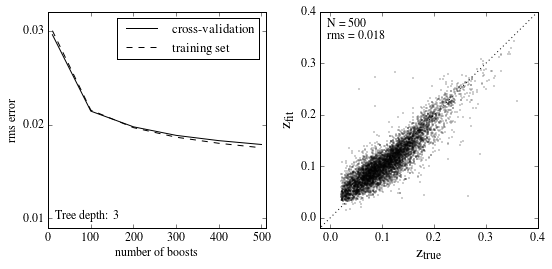 cross-validation
training set
0.03
0.02
0.01
rms error
Tree depth: 3
0 100 200 300 400 500
number of boosts
N = 500
rms = 0.018
0.4
0.3
0.2
0.1
0.0
zfit
0.0 0.1 0.2 0.3 0.4
ztrue